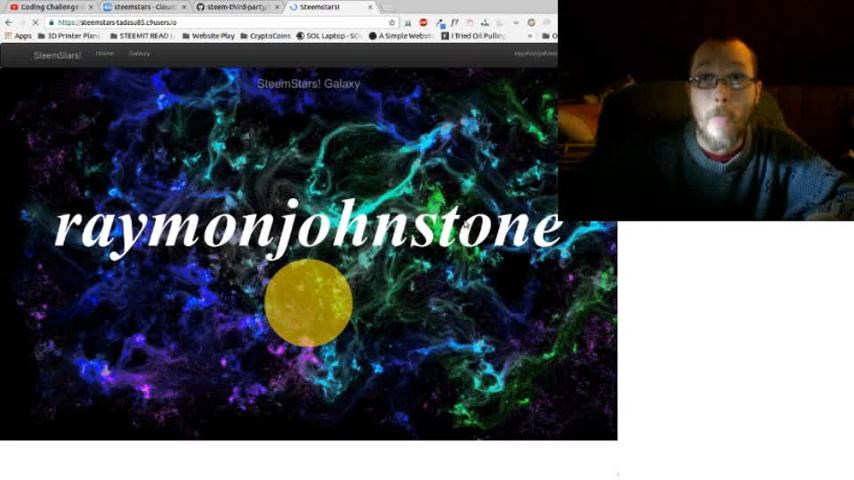 Coding Challenge
steemstars - Cloud
steem-third-party
Steemstars!
https://steemstars-tadasu85.c9users.io
Apps
3D Printer Plans
STEEMIT READ
Website Play
CryptoCoins
SOL Laptop - SO
A Simple Websit
I Tried Oil Pulling
SteemStars!
Home
Galaxy
raymonjohnstone
SteemStars! Galaxy
raymonjohnstone